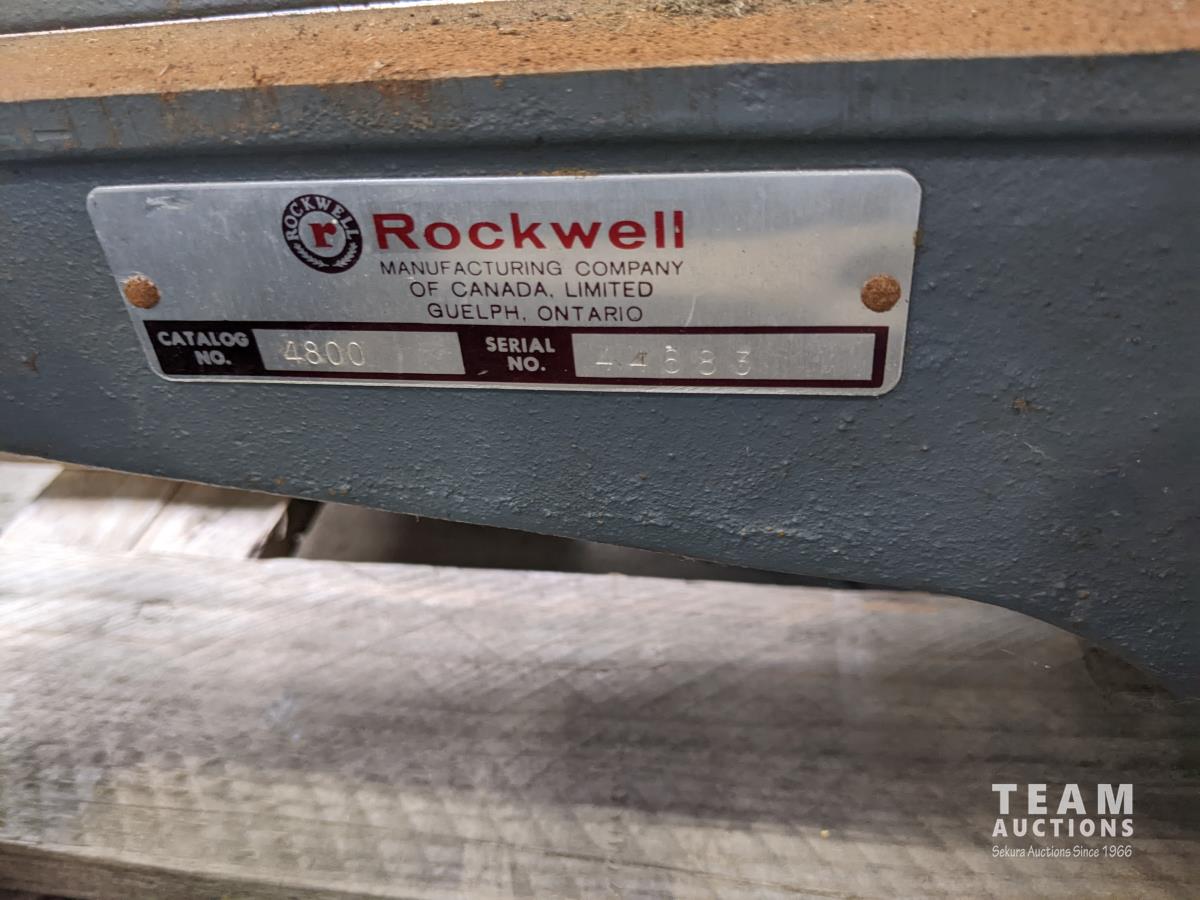 ROCKWELL
r
Rockwell
MANUFACTURING COMPANY
OF CANADA, LIMITED
GUELPH, ONTARIO
CATALOG NO. 4800 SERIAL NO. 44683
TEAM
AUCTIONS
Sekura Auctions Since 1966